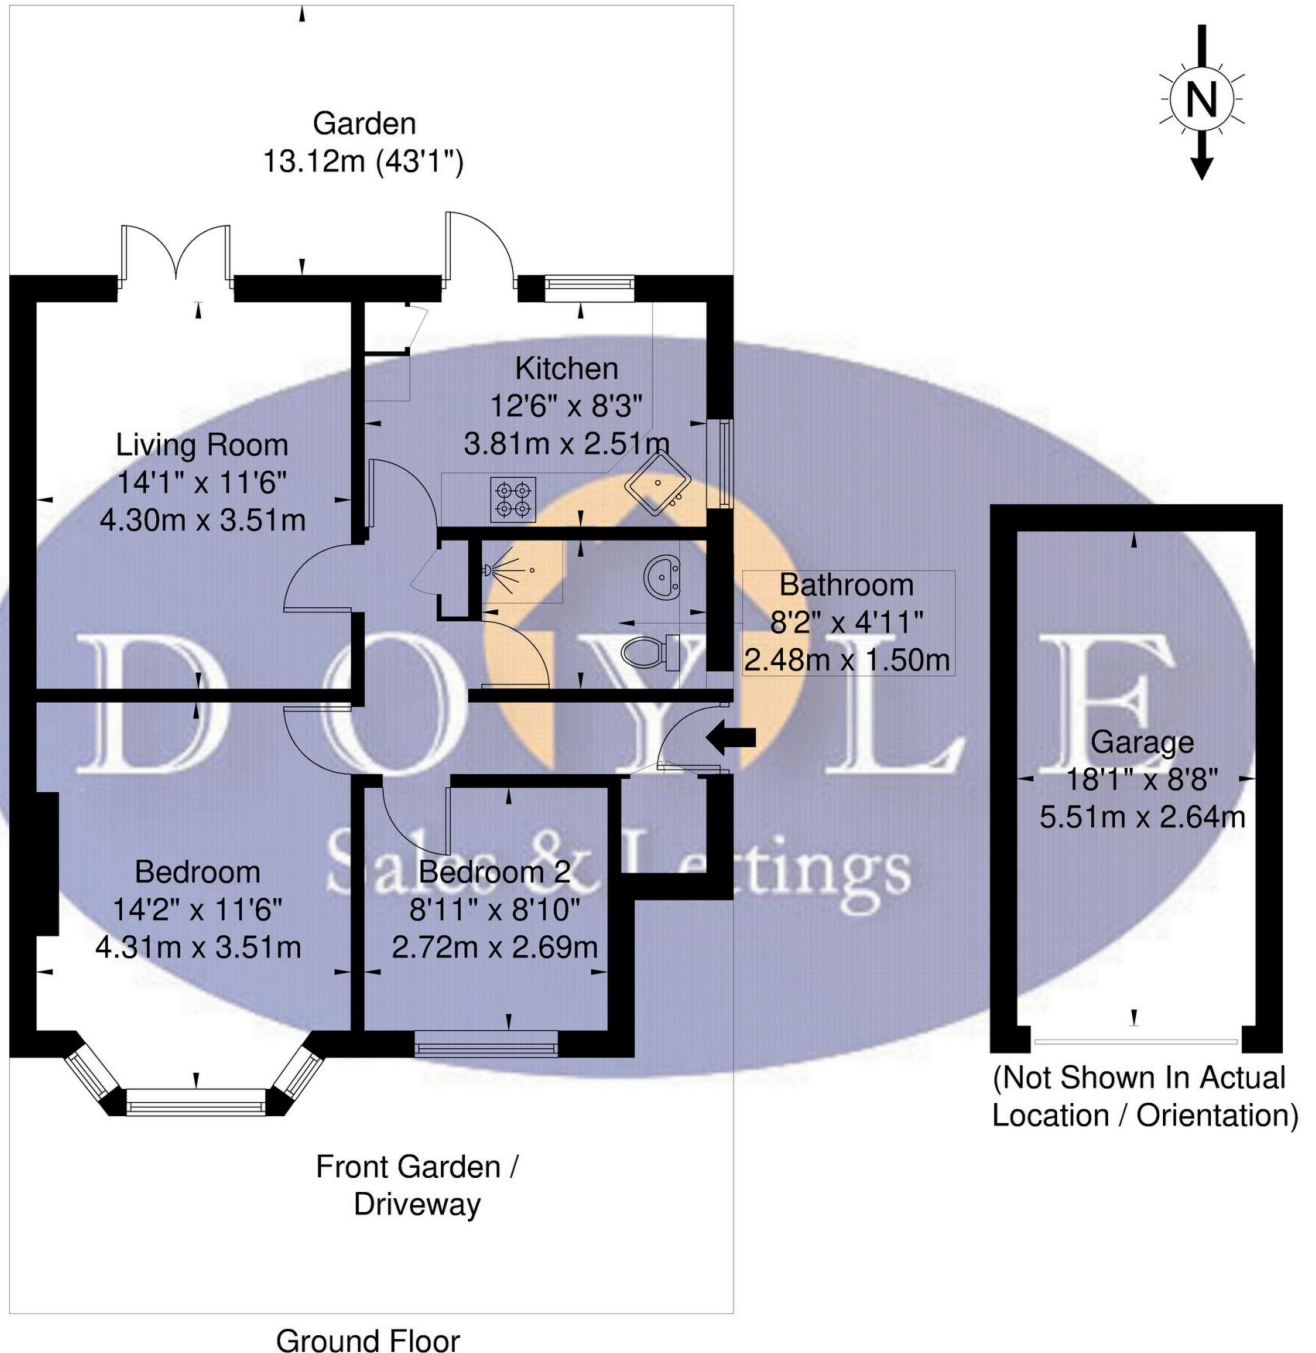 Garden
13.12m (43'1")
N
Kitchen
12'6" x 8'3"
3.81m x 2.51m
Living Room
14'1" x 11'6"
4.30m x 3.51m
Bathroom
8'2" x 4'11"
2.48m x 1.50m
DOYLE
Sales & Lettings
Garage
18'1" x 8'8"
5.51m x 2.64m
Bedroom
14'2" x 11'6"
4.31m x 3.51m
Bedroom 2
8'11" x 8'10"
2.72m x 2.69m
(Not Shown In Actual
Location / Orientation)
Front Garden /
Driveway
Ground Floor